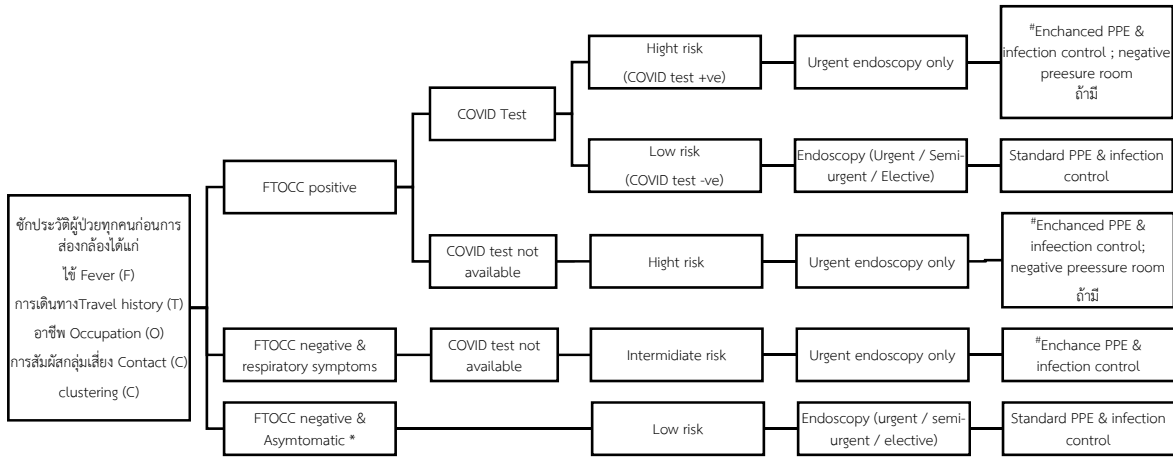 ซักประวัติผู้ป่วยทุกคนก่อนการ
ส่องกล้องได้แก่
ไข้ Fever (F)
การเดินทางTravel history (T)
อาชีพ Occupation (O)
การสัมผัสกลุ่มเสี่ยง Contact (C)
clustering (C)
FTOCC positive
COVID Test
Hight risk
(COVID test +ve)
Urgent endoscopy only
#Enchanced PPE &
infection control ; negative
preesure room
ถ้ามี
Low risk
(COVID test -ve)
Endoscopy (Urgent / Semi-
urgent / Elective)
Standard PPE & infection
control
COVID test not
available
Hight risk
Urgent endoscopy only
#Enchanced PPE &
infeection control;
negative preessure room
ถ้ามี
FTOCC negative &
respiratory symptoms
COVID test not
available
Intermidiate risk
Urgent endoscopy only
#Enchance PPE &
infection control
FTOCC negative &
Asymtomatic *
Low risk
Endoscopy (urgent / semi-
urgent / elective)
Standard PPE & infection
control